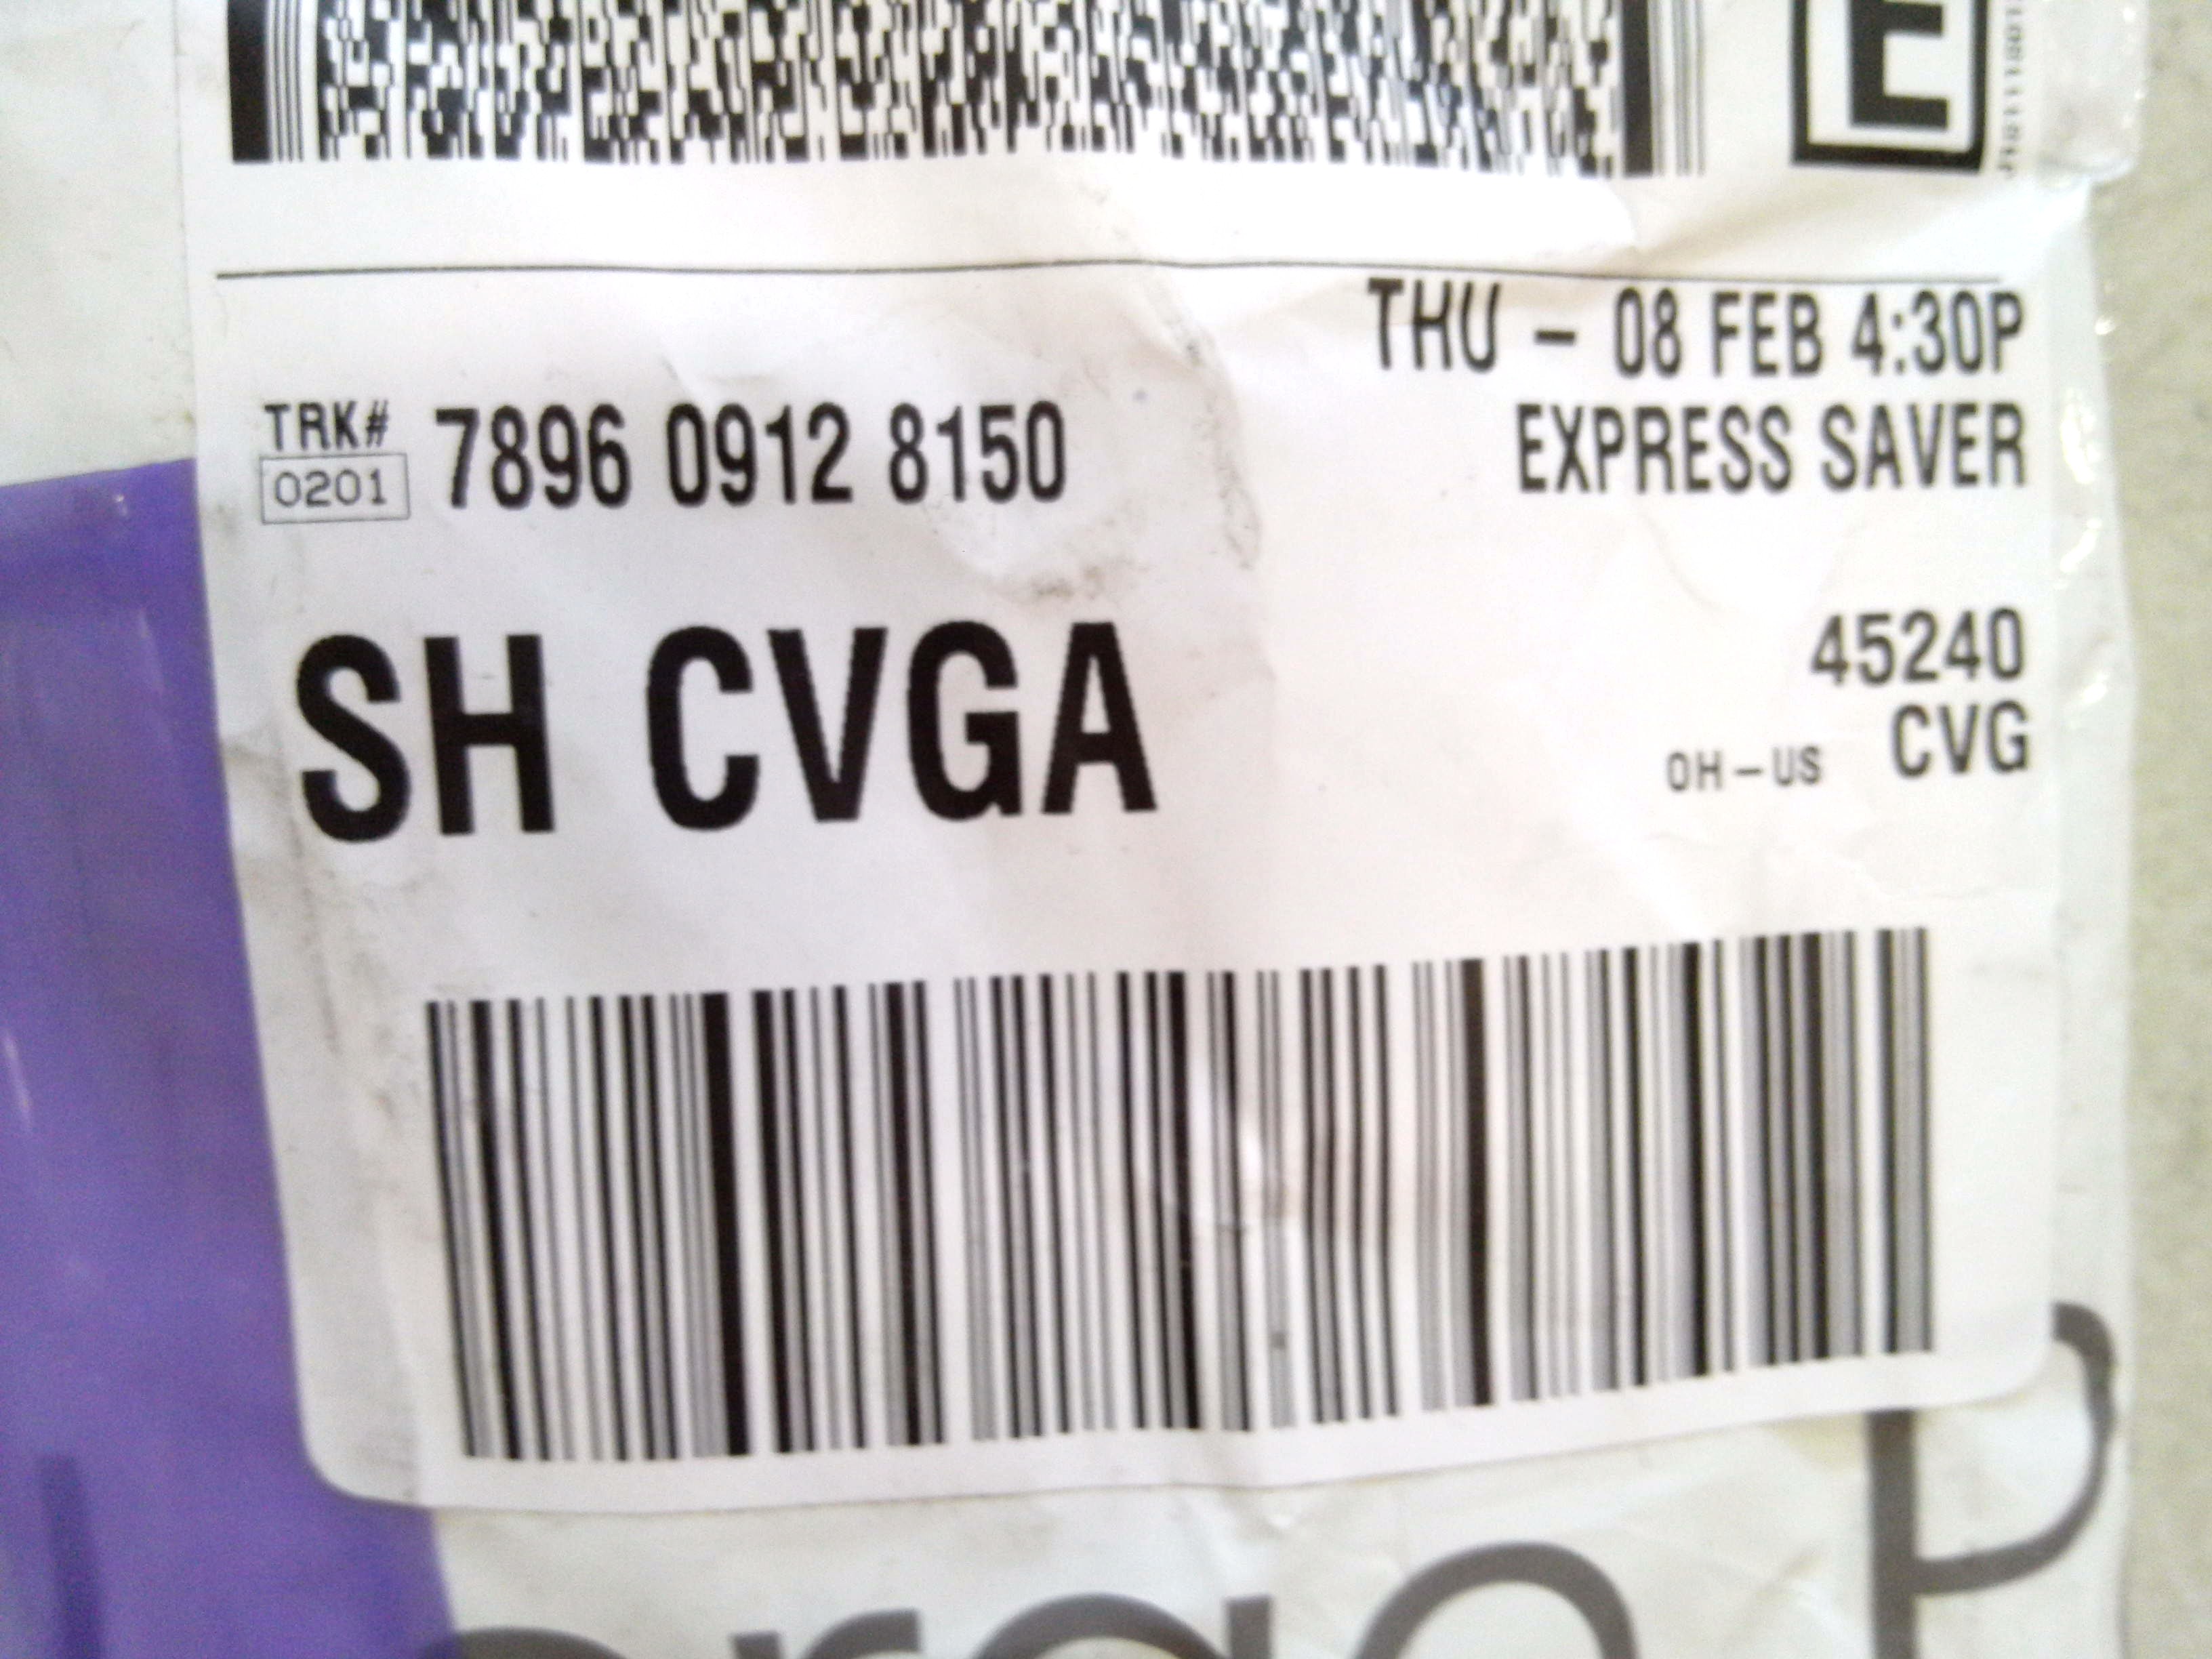 E
THU - 08 FEB 4:30P
TRK# 7896 0912 8150
0201
EXPRESS SAVER
SH CVGA
45240
OH-US CVG